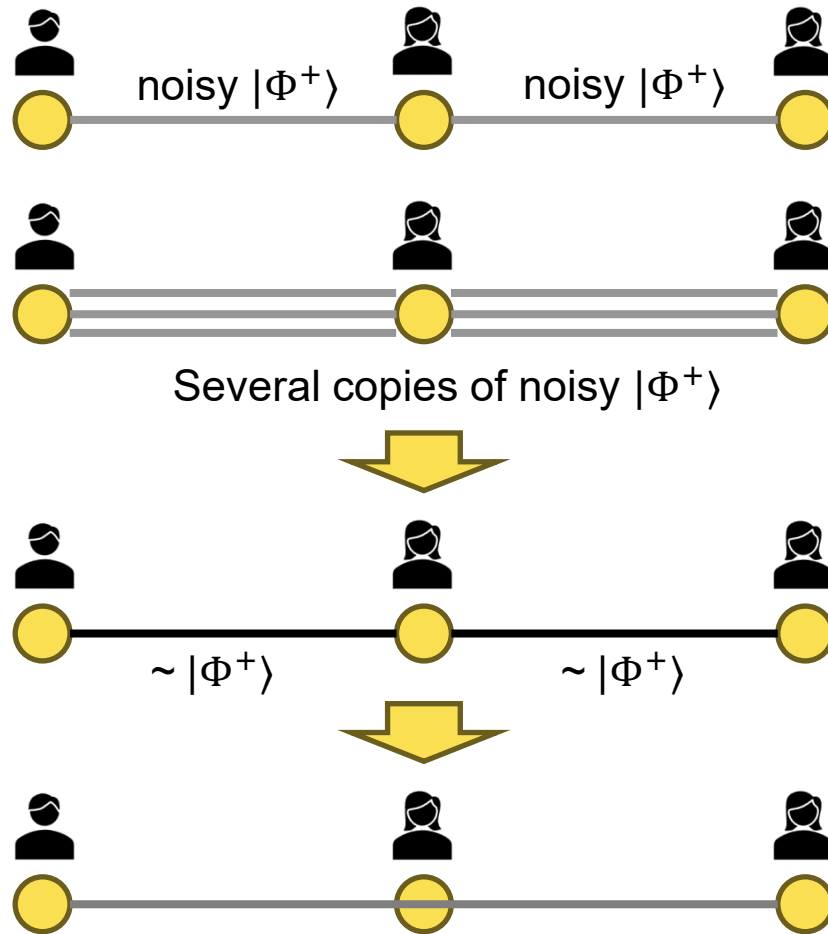 noisy |Φ⁺⟩ noisy |Φ⁺⟩
Several copies of noisy |Φ⁺⟩
~ |Φ⁺⟩ ~ |Φ⁺⟩